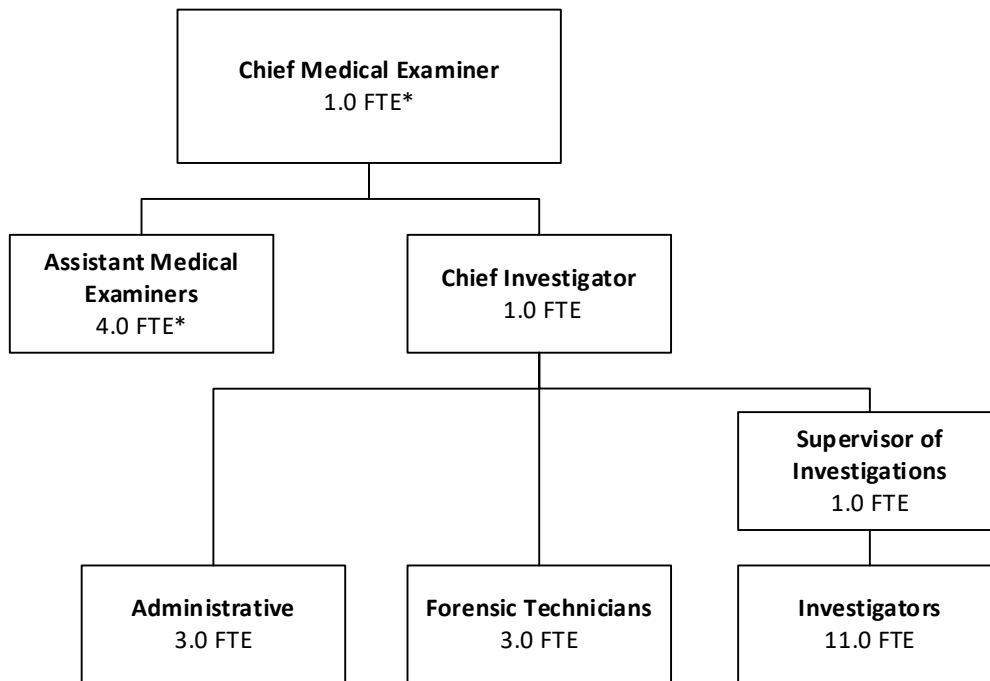 Chief Medical Examiner
1.0 FTE*
Assistant Medical
Examiners
4.0 FTE*
Chief Investigator
1.0 FTE
Supervisor of
Investigations
1.0 FTE
Administrative
3.0 FTE
Forensic Technicians
3.0 FTE
Investigators
11.0 FTE